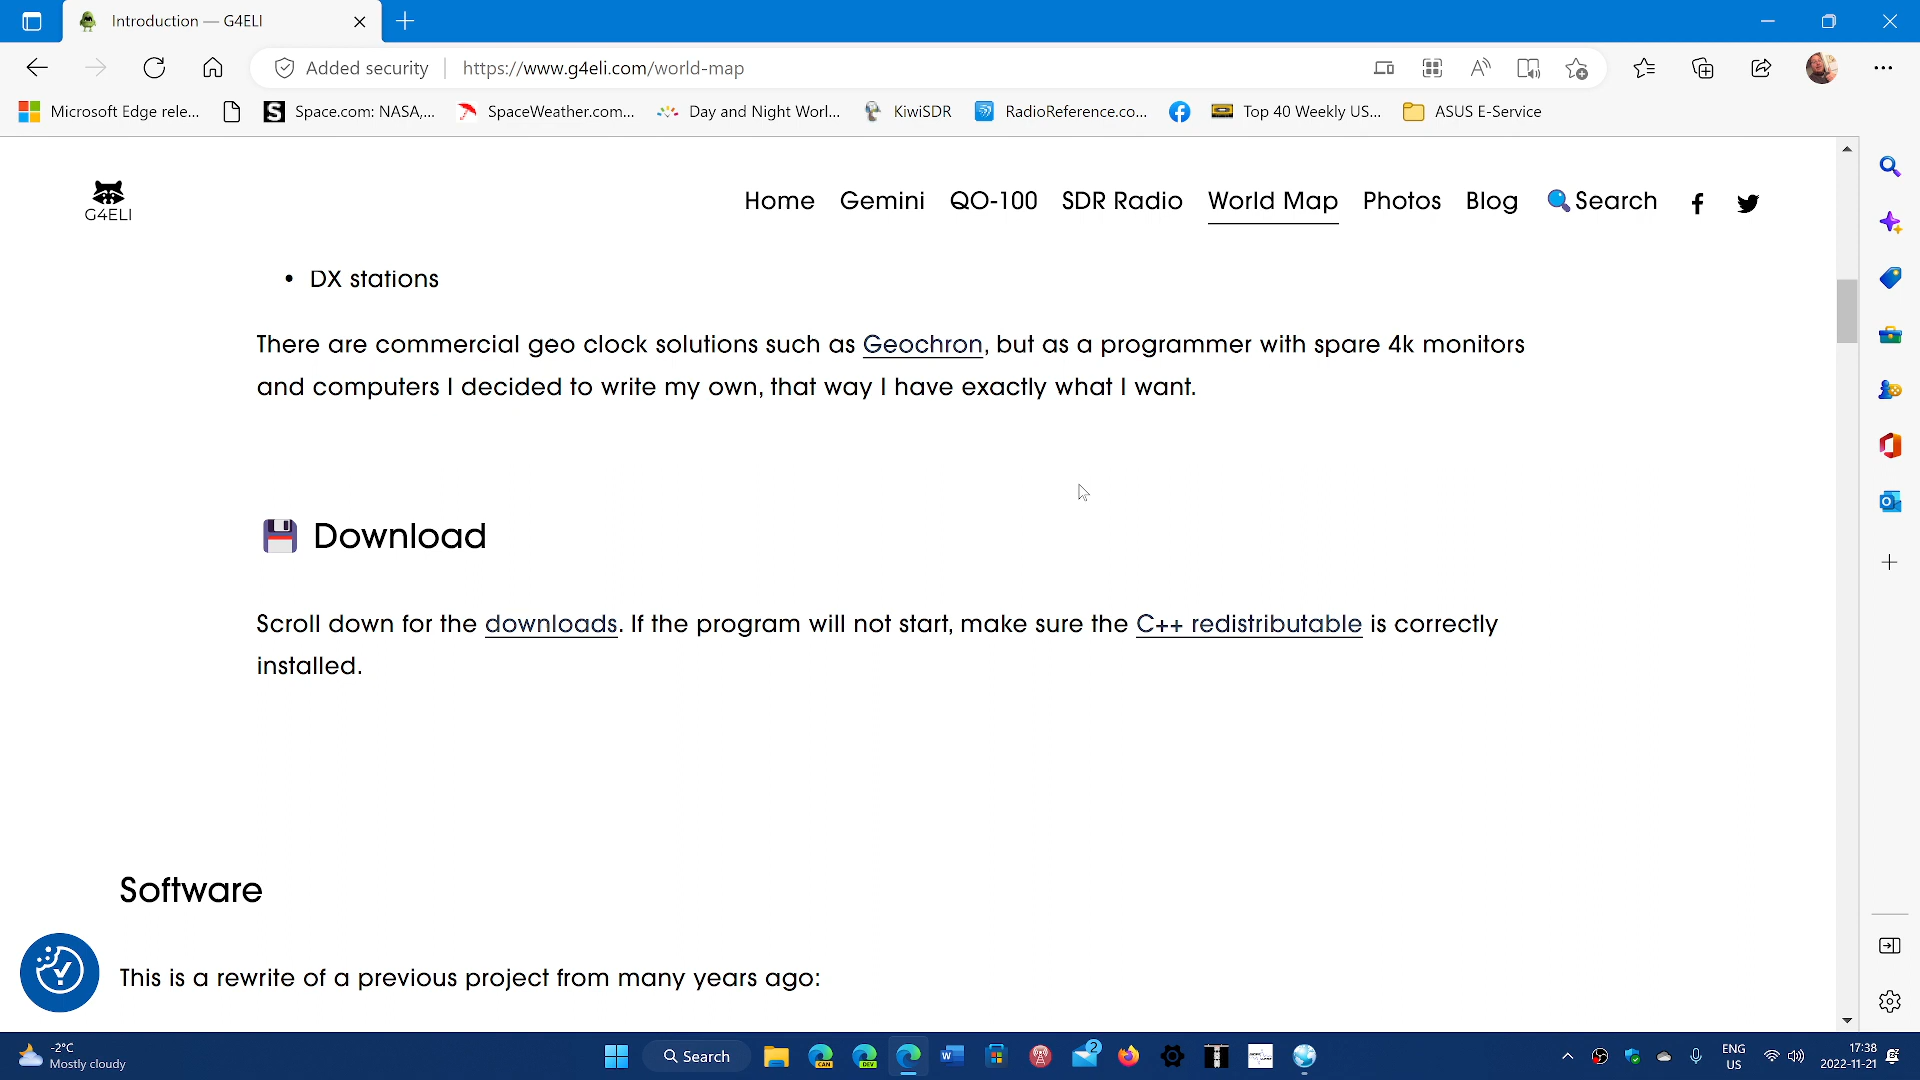 Introduction — G4ELI
Added security
https://www.g4eli.com/world-map
Microsoft Edge rele...
Space.com: NASA,...
SpaceWeather.com...
Day and Night Worl...
KiwiSDR
RadioReference.co...
Top 40 Weekly US...
ASUS E-Service
G4ELI
Home Gemini QO-100 SDR Radio World Map Photos Blog Search
• DX stations
There are commercial geo clock solutions such as Geochron, but as a programmer with spare 4k monitors
and computers I decided to write my own, that way I have exactly what I want.
Download
Scroll down for the downloads. If the program will not start, make sure the C++ redistributable is correctly
installed.
Software
This is a rewrite of a previous project from many years ago:
-2°C
Mostly cloudy
Search
CAN
DEV
2
ENG
US
17:38
2022-11-21